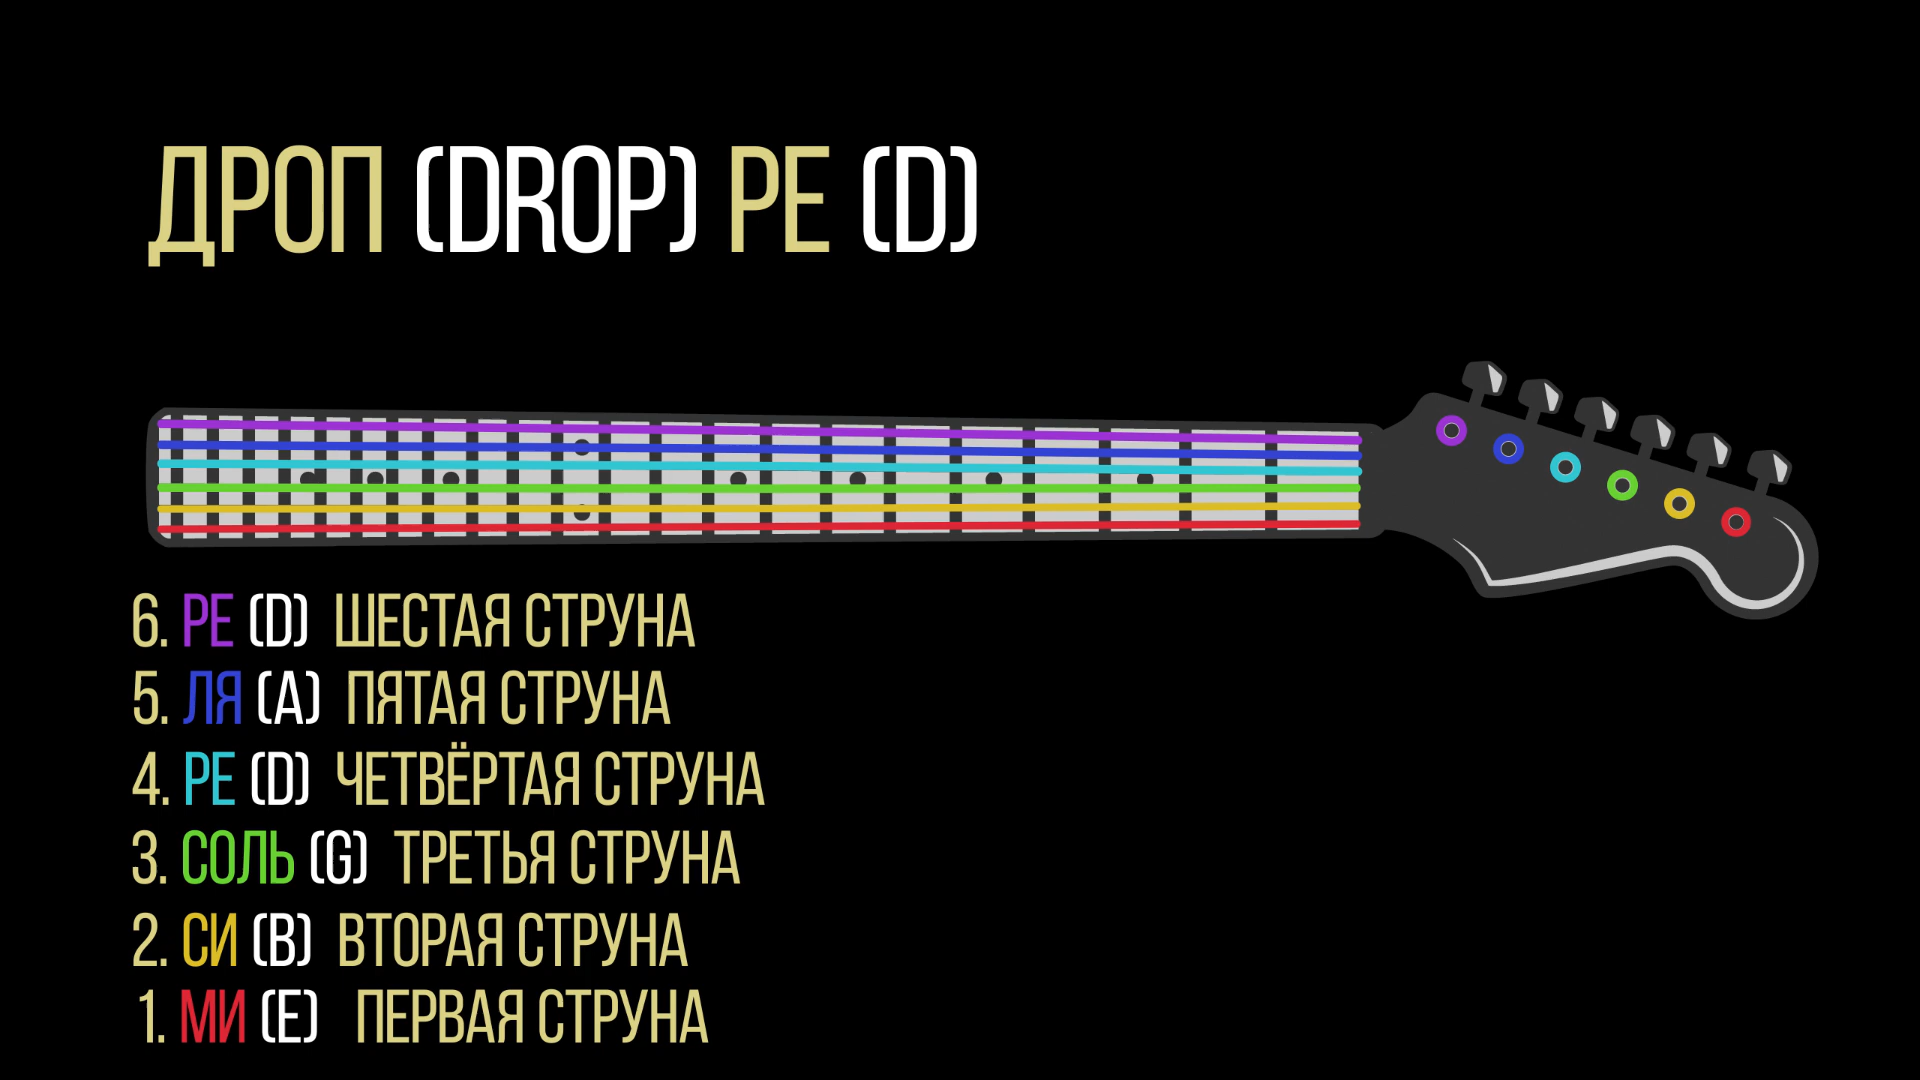 ДРОП (DROP) РЕ (D)
6. РЕ (D) ШЕСТАЯ СТРУНА
5. ЛЯ (A) ПЯТАЯ СТРУНА
4. РЕ (D) ЧЕТВЁРТАЯ СТРУНА
3. СОЛЬ (G) ТРЕТЬЯ СТРУНА
2. СИ (B) ВТОРАЯ СТРУНА
1. МИ (E) ПЕРВАЯ СТРУНА